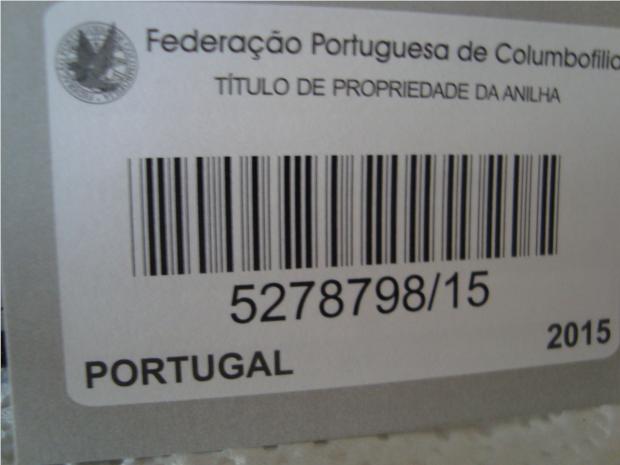 Federação Portuguesa de Columbofilia
TÍTULO DE PROPRIEDADE DA ANILHA
5278798/15
2015
PORTUGAL